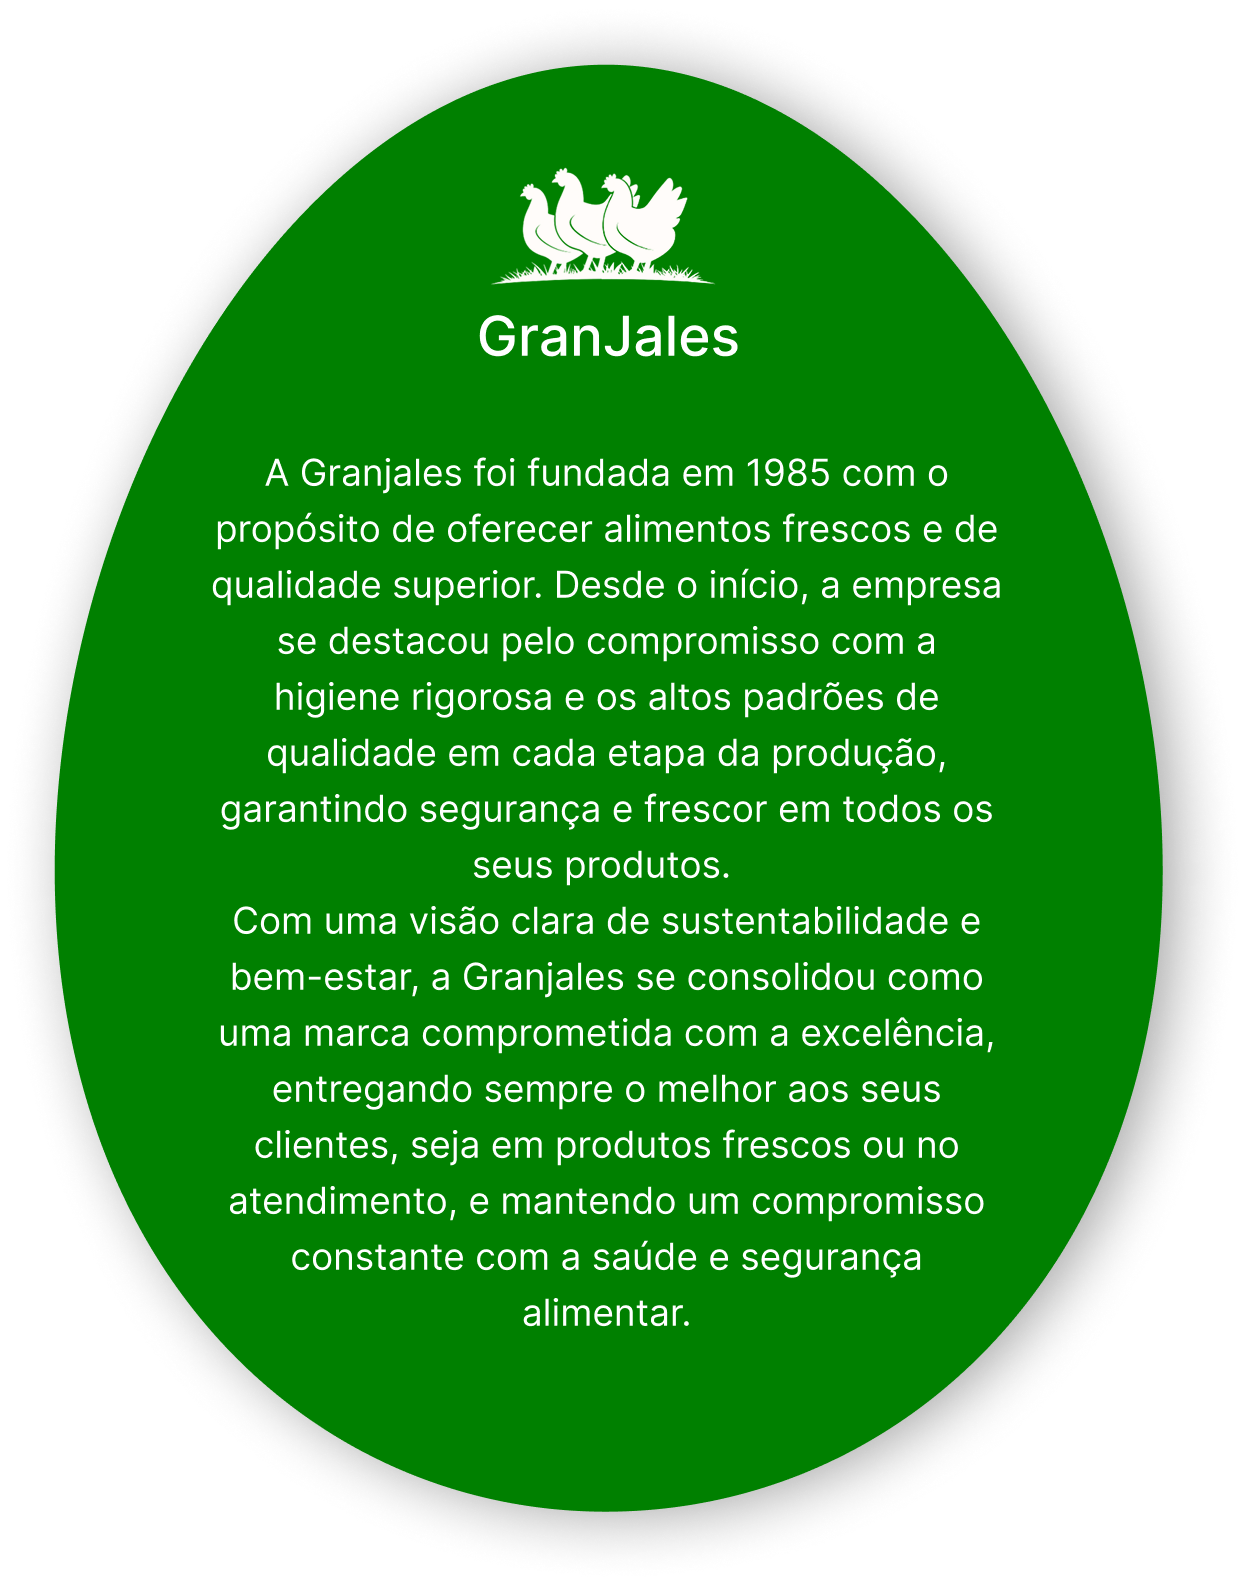 GranJales
A Granjales foi fundada em 1985 com o
propósito de oferecer alimentos frescos e de
qualidade superior. Desde o início, a empresa
se destacou pelo compromisso com a
higiene rigorosa e os altos padrões de
qualidade em cada etapa da produção,
garantindo segurança e frescor em todos os
seus produtos.
Com uma visão clara de sustentabilidade e
bem-estar, a Granjales se consolidou como
uma marca comprometida com a excelência,
entregando sempre o melhor aos seus
clientes, seja em produtos frescos ou no
atendimento, e mantendo um compromisso
constante com a saúde e segurança
alimentar.